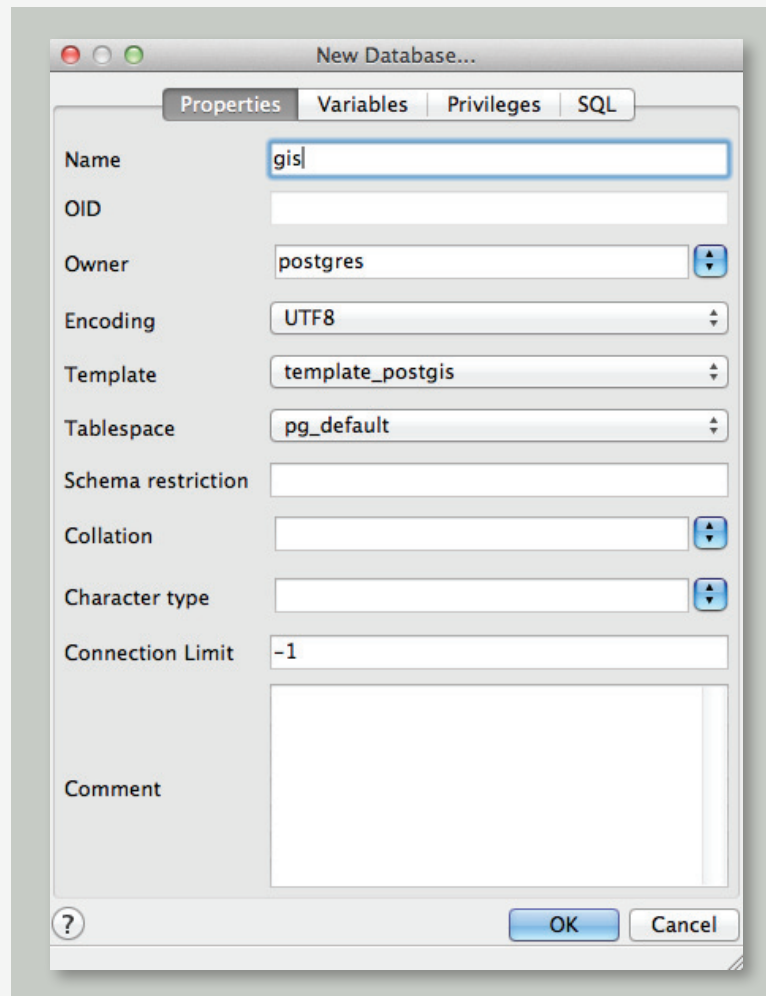 New Database...
Properties Variables Privileges SQL
Name gis
OID
Owner postgres
Encoding UTF8
Template template_postgis
Tablespace pg_default
Schema restriction
Collation
Character type
Connection Limit -1
Comment
? OK Cancel